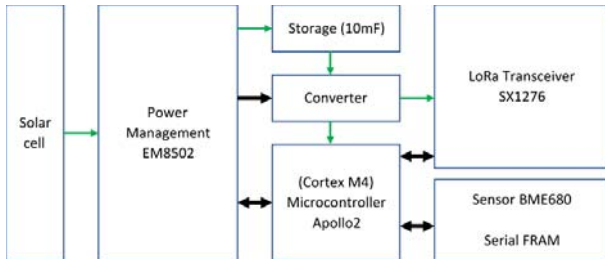 Solar
cell
Power
Management
EM8502
Storage (10mF)
Converter
(Cortex M4)
Microcontroller
Apollo2
LoRa Transceiver
SX1276
Sensor BME680
Serial FRAM